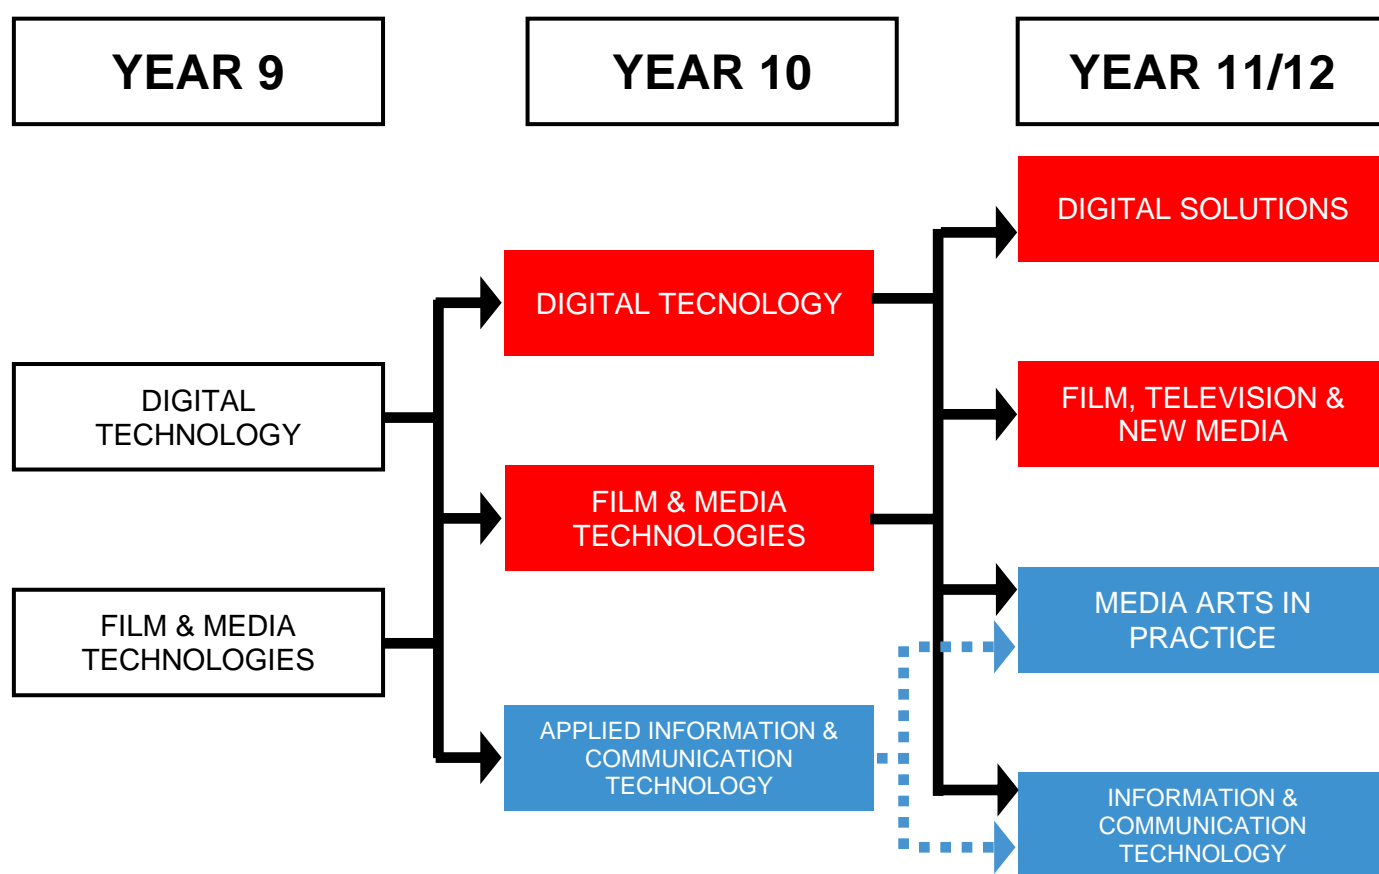 YEAR 9
YEAR 10
YEAR 11/12
DIGITAL
TECHNOLOGY
FILM & MEDIA
TECHNOLOGIES
DIGITAL TECNOLOGY
FILM & MEDIA
TECHNOLOGIES
APPLIED INFORMATION &
COMMUNICATION
TECHNOLOGY
DIGITAL SOLUTIONS
FILM, TELEVISION &
NEW MEDIA
MEDIA ARTS IN
PRACTICE
INFORMATION &
COMMUNICATION
TECHNOLOGY